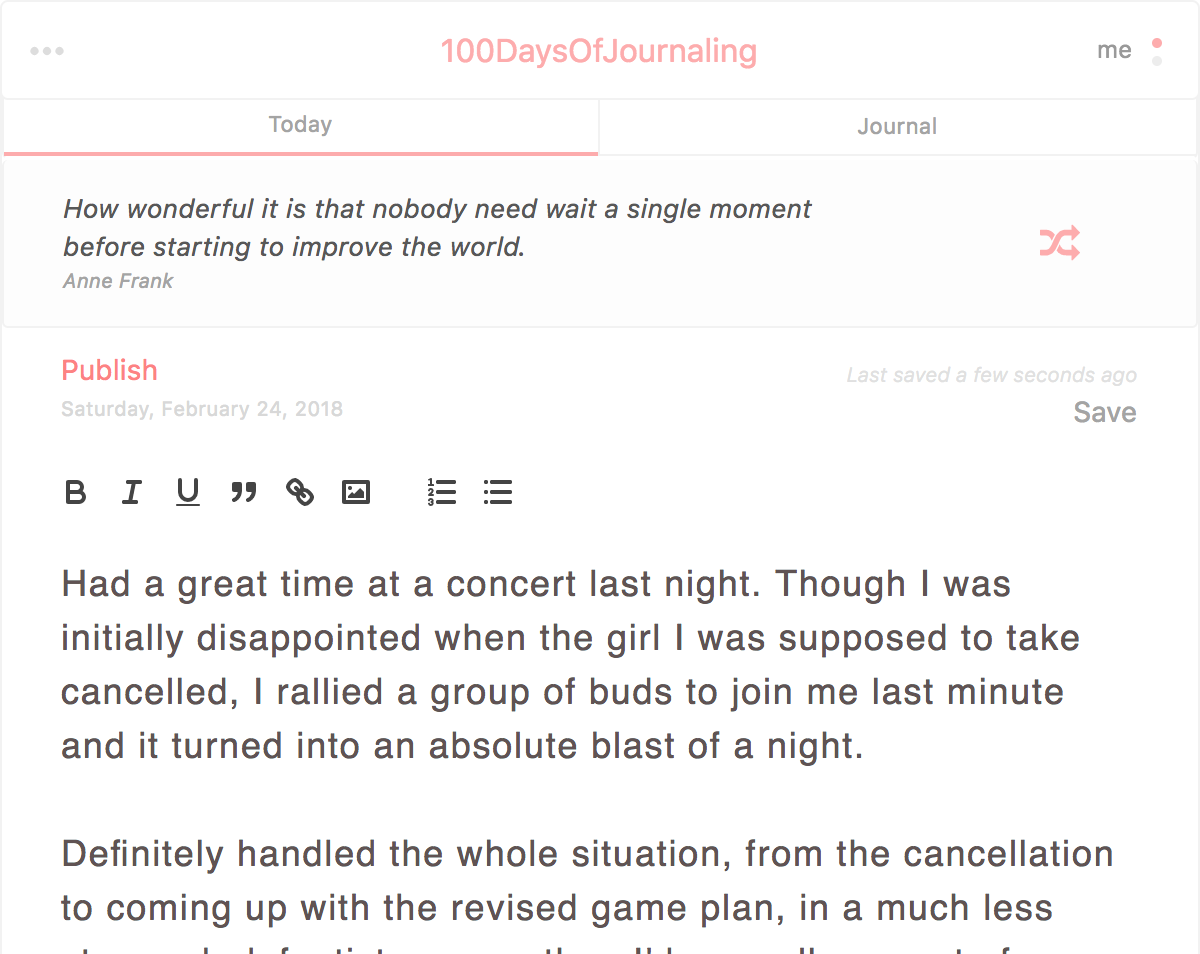 100DaysOfJournaling
me
Today
Journal
How wonderful it is that nobody need wait a single moment
before starting to improve the world.
Anne Frank
Publish
Last saved a few seconds ago
Saturday, February 24, 2018
Save
Had a great time at a concert last night. Though I was
initially disappointed when the girl I was supposed to take
cancelled, I rallied a group of buds to join me last minute
and it turned into an absolute blast of a night.
Definitely handled the whole situation, from the cancellation
to coming up with the revised game plan, in a much less